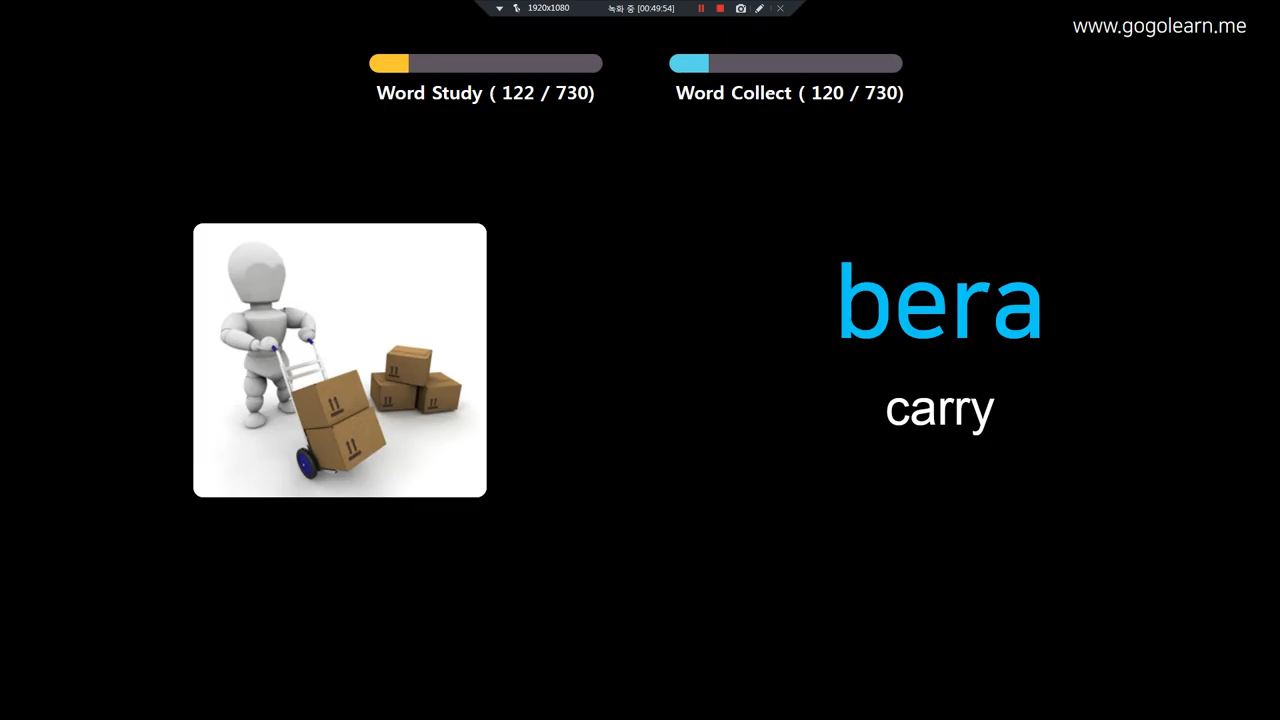 1920x1080
녹화 중 [00:49:54]
www.gogolearn.me
Word Study ( 122 / 730)
Word Collect ( 120 / 730)
bera
carry